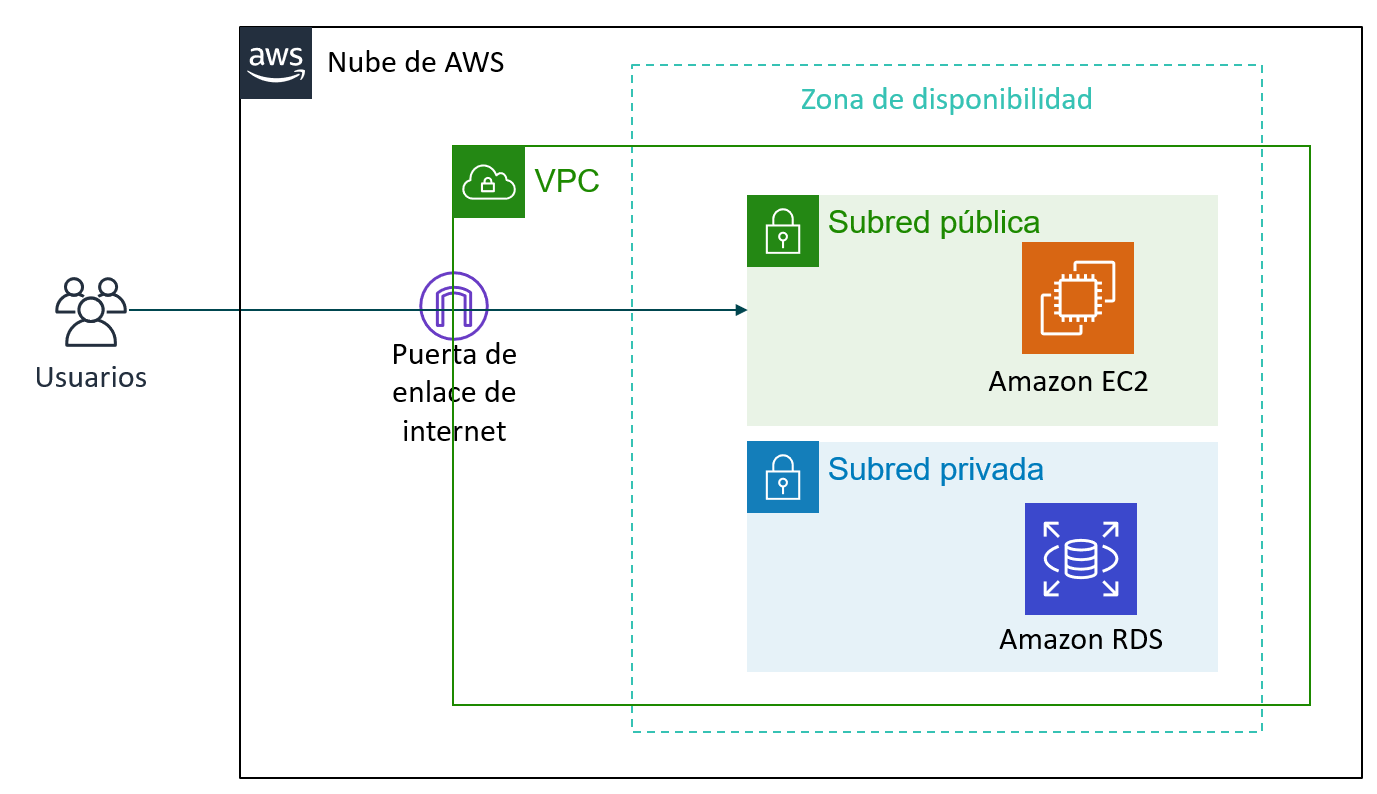 aws
Nube de AWS
Zona de disponibilidad
VPC
Subred pública
Amazon EC2
Usuarios
Puerta de
enlace de
internet
Subred privada
Amazon RDS